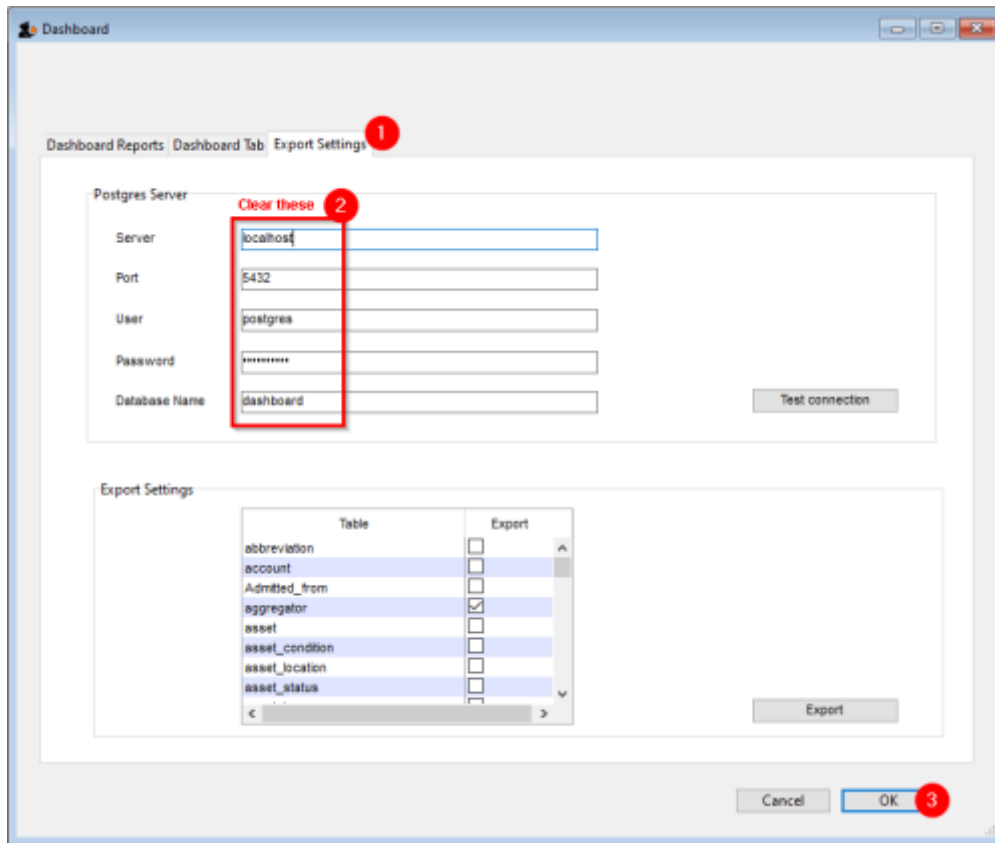 Dashboard
Dashboard Reports Dashboard Tab Export Settings 1
Postgres Server
Clear these 2
Server localhost
Port 5432
User postgres
Password ••••••••••
Database Name dashboard Test connection
Export Settings
Table Export
abbreviation
account
Admitted_from
aggregator
asset
asset_condition
asset_location
asset_status
Export
Cancel OK 3